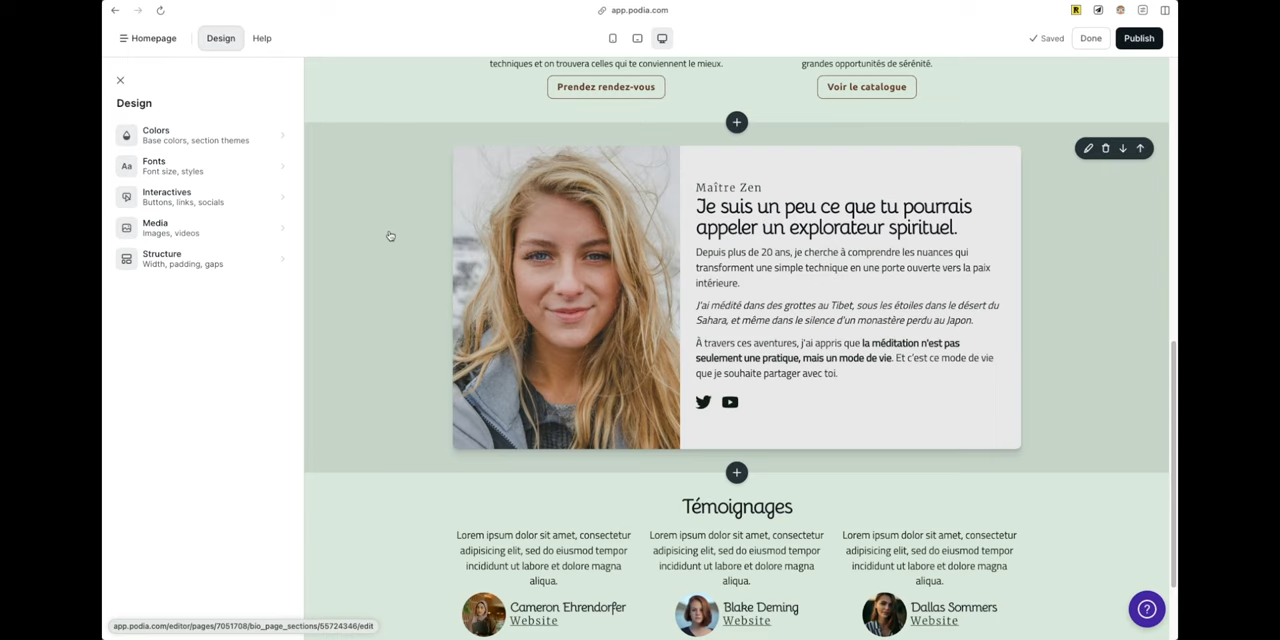 app.podia.com
Homepage
Design
Help
Saved
Done
Publish
Design
Colors
Base colors, section themes
Aa
Fonts
Font size, styles
Interactives
Buttons, links, socials
Media
Images, videos
Structure
Width, padding, gaps
techniques et on trouvera celles qui te conviennent le mieux.
grandes opportunités de sérénité.
Prendez rendez-vous
Voir le catalogue
Maître Zen
Je suis un peu ce que tu pourrais
appeler un explorateur spirituel.
Depuis plus de 20 ans, je cherche à comprendre les nuances qui
transforment une simple technique en une porte ouverte vers la paix
intérieure.
J'ai médité dans des grottes au Tibet, sous les étoiles dans le désert du
Sahara, et même dans le silence d'un monastère perdu au Japon.
À travers ces aventures, j'ai appris que la méditation n'est pas
seulement une pratique, mais un mode de vie. Et c'est ce mode de vie
que je souhaite partager avec toi.
Témoignages
Lorem ipsum dolor sit amet, consectetur
adipisicing elit, sed do eiusmod tempor
incididunt ut labore et dolore magna
aliqua.
Cameron Ehrendorfer
Website
Lorem ipsum dolor sit amet, consectetur
adipisicing elit, sed do eiusmod tempor
incididunt ut labore et dolore magna
aliqua.
Blake Deming
Website
Lorem ipsum dolor sit amet, consectetur
adipisicing elit, sed do eiusmod tempor
incididunt ut labore et dolore magna
aliqua.
Dallas Sommers
Website
app.podia.com/editor/pages/7051708/bio_page_sections/55724346/edit